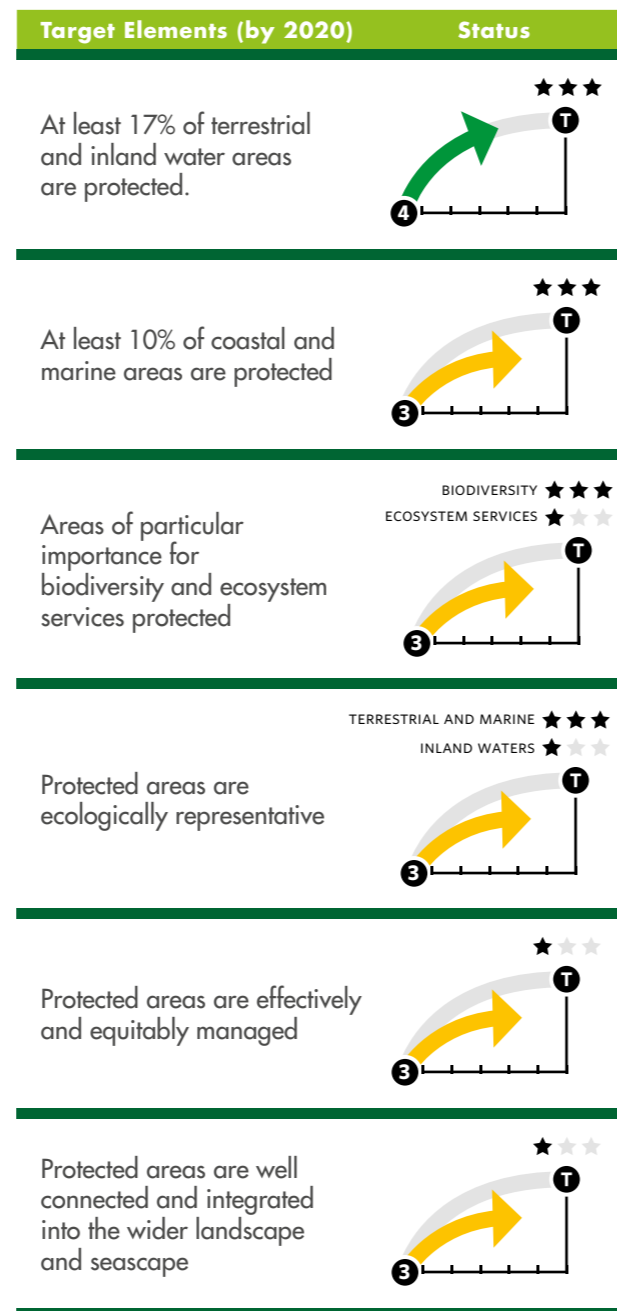 Target Elements (by 2020)
Status
At least 17% of terrestrial
and inland water areas
are protected.
T
4
At least 10% of coastal and
marine areas are protected
T
3
BIODIVERSITY
ECOSYSTEM SERVICES
Areas of particular
importance for
biodiversity and ecosystem
services protected
T
3
TERRESTRIAL AND MARINE
INLAND WATERS
Protected areas are
ecologically representative
T
3
Protected areas are effectively
and equitably managed
T
3
Protected areas are well
connected and integrated
into the wider landscape
and seascape
T
3